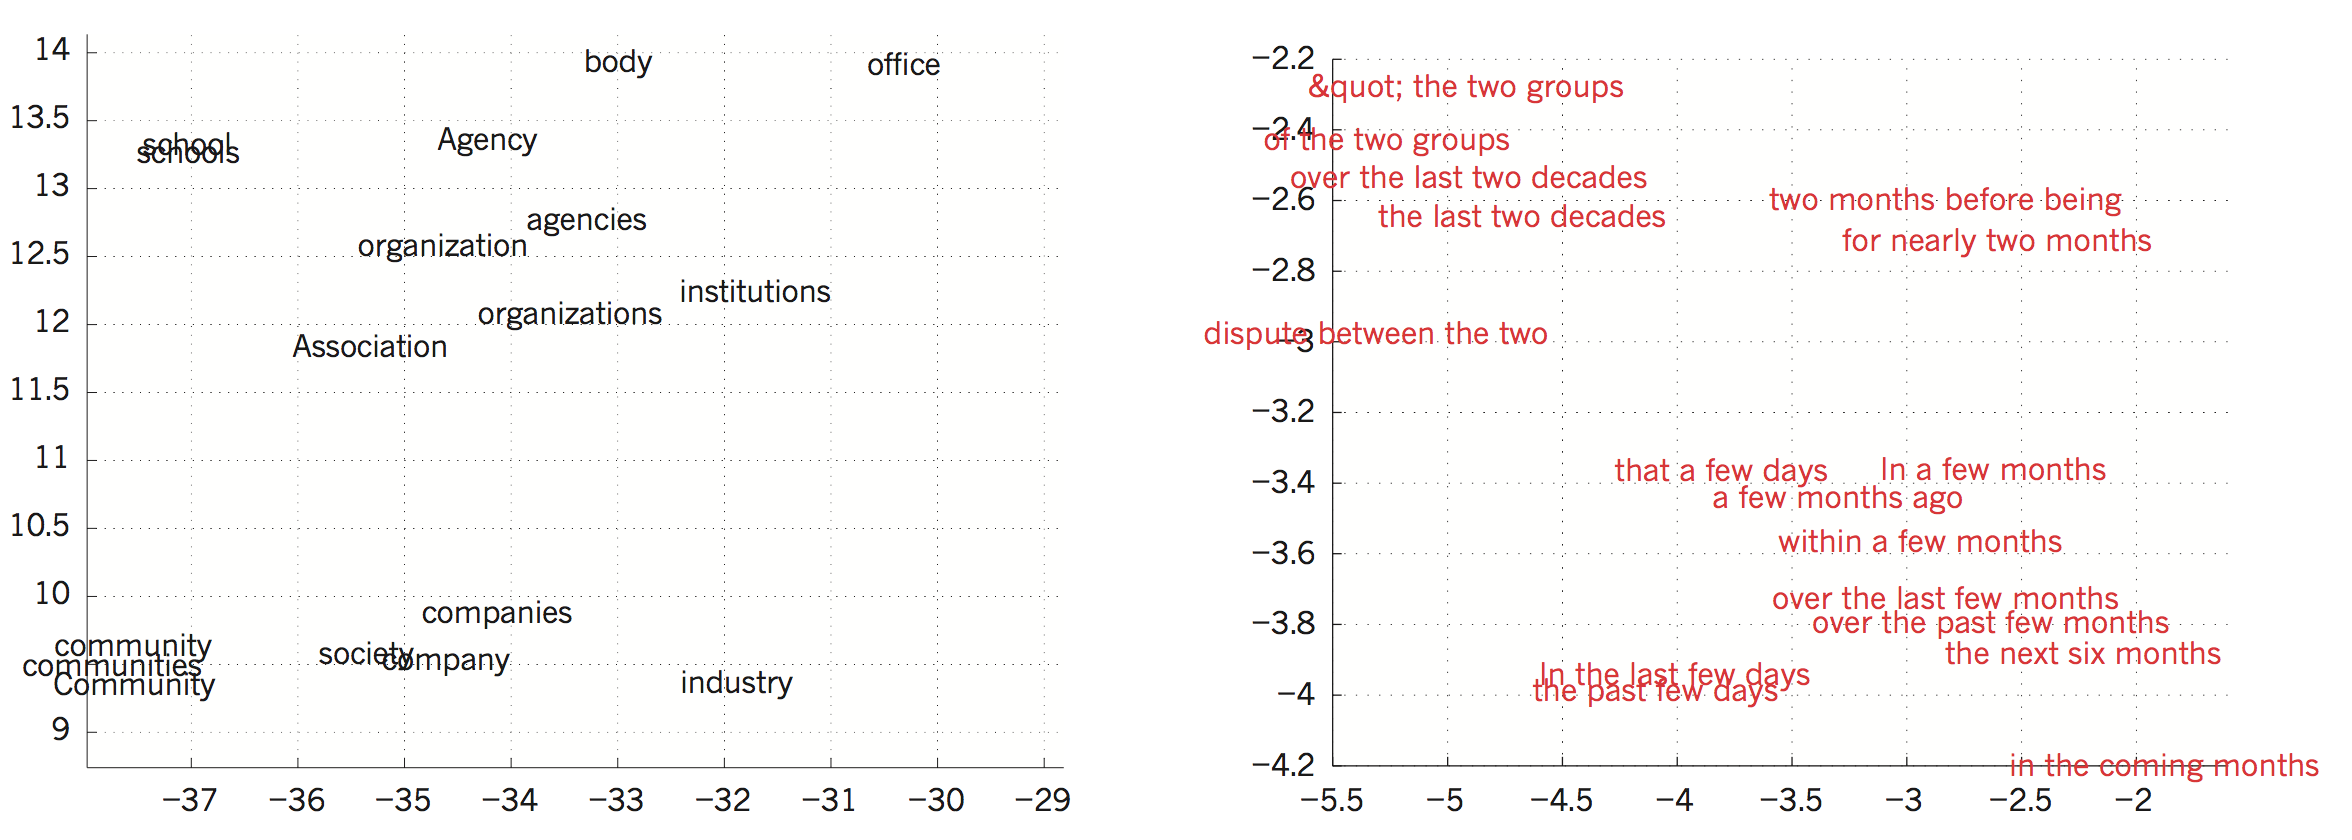 14
body
office
13.5
school
schools
Agency
13
agencies
organization
12.5
institutions
organizations
12
Association
11.5
11
10.5
10
companies
community
communities
Community
society
company
industry
9
−37 −36 −35 −34 −33 −32 −31 −30 −29
−2.2
&quot; the two groups
−2.4
of the two groups
over the last two decades
−2.6
two months before being
the last two decades
for nearly two months
−2.8
dispute between the two
−3
−3.2
that a few days
In a few months
−3.4
a few months ago
within a few months
−3.6
over the last few months
−3.8
over the past few months
the next six months
In the last few days
the past few days
−4
−4.2
in the coming months
−5.5 −5 −4.5 −4 −3.5 −3 −2.5 −2